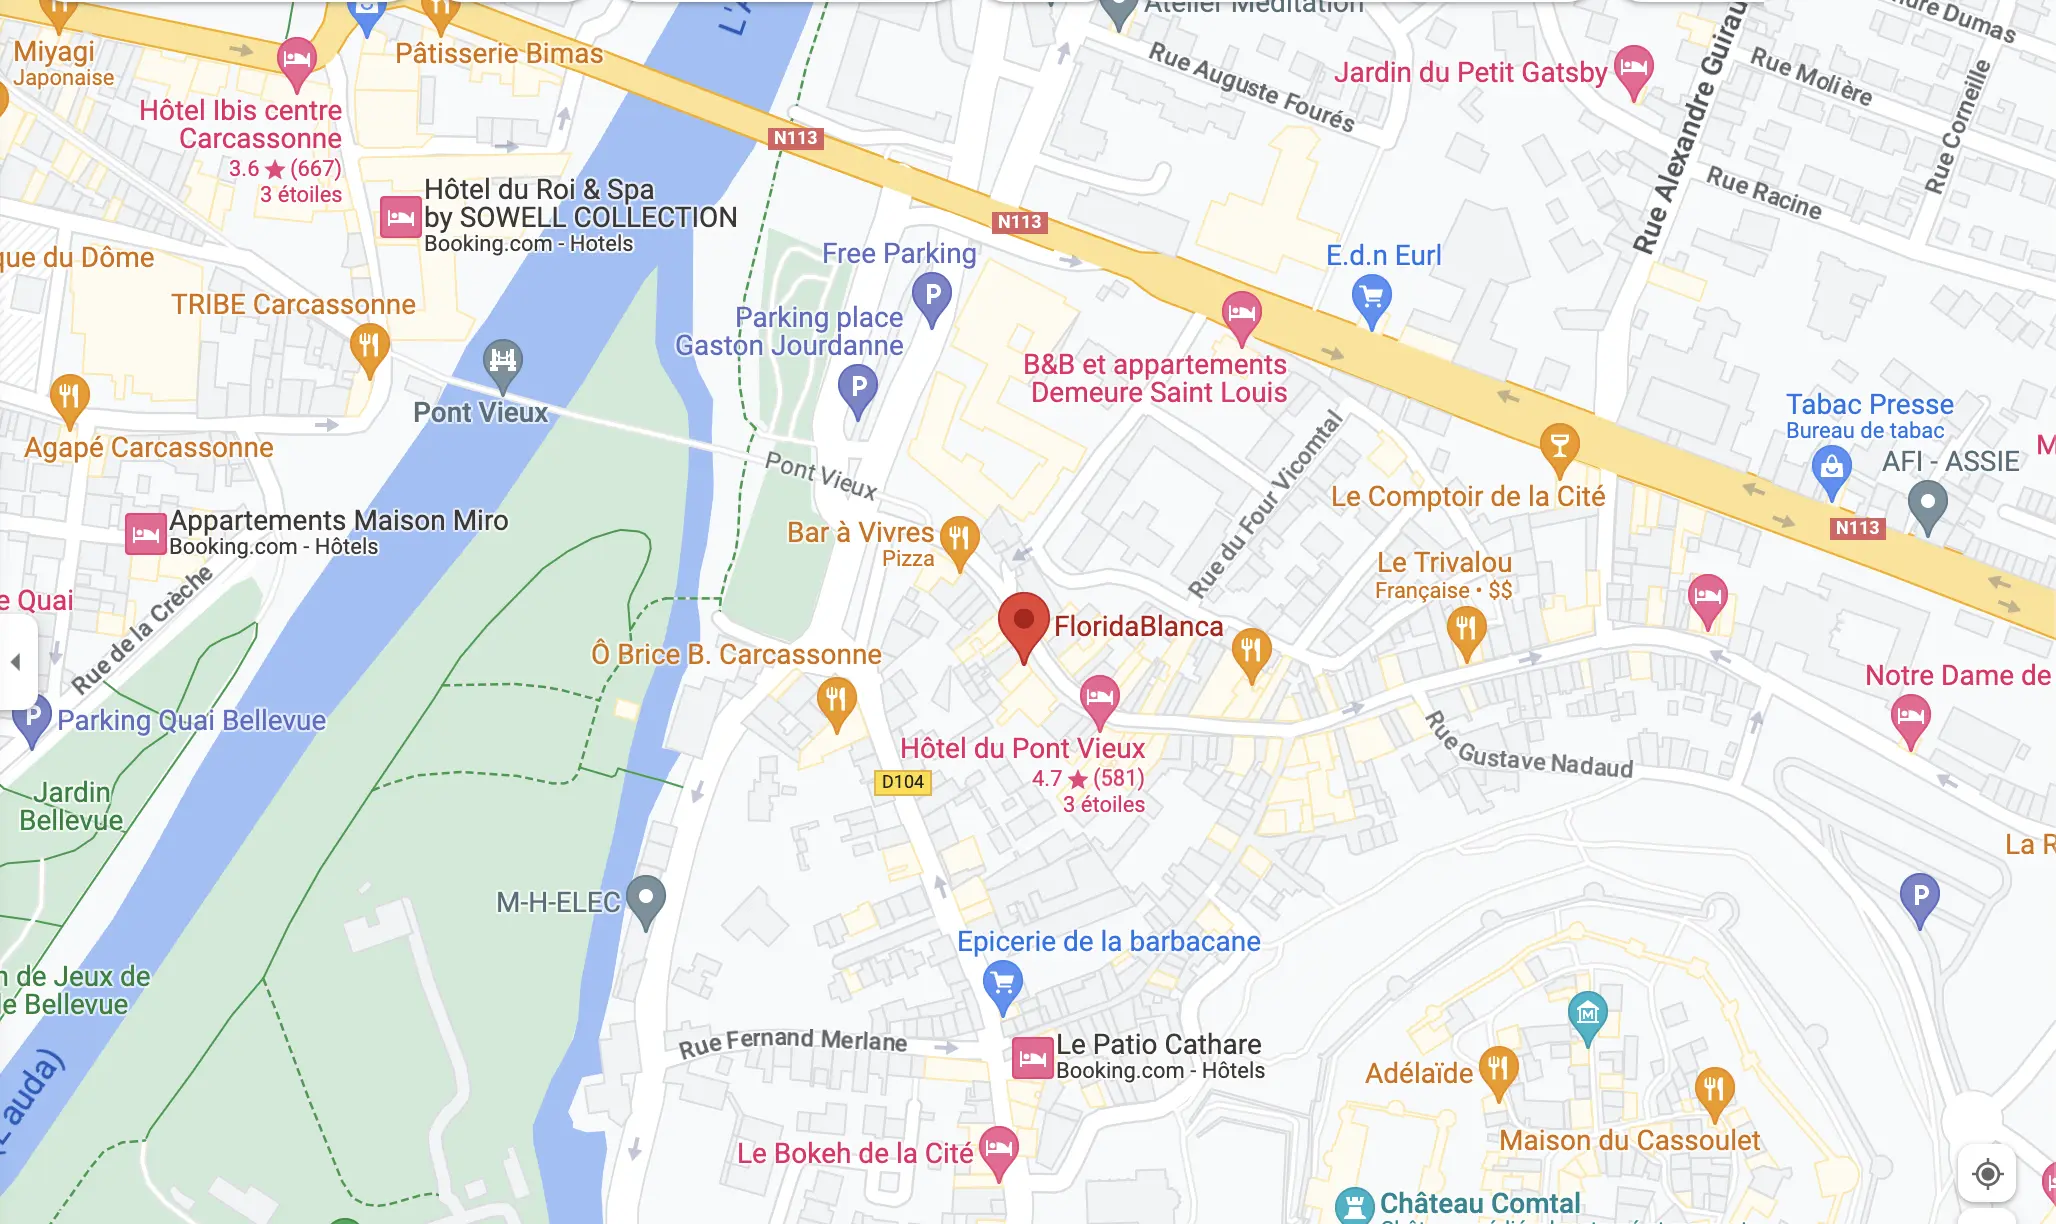 Atelier Méditation
Miyagi
Japonaise
Pâtisserie Bimas
Hôtel Ibis centre
Carcassonne
3.6 ★ (667)
3 étoiles
Hôtel du Roi & Spa
by SOWELL COLLECTION
Booking.com - Hotels
N113
N113
Rue Auguste Fourés
Jardin du Petit Gatsby
Rue Alexandre Guiraud
Rue Molière
Rue Corneille
Rue Racine
Dumas
que du Dôme
TRIBE Carcassonne
Free Parking
Parking place
Gaston Jourdanne
E.d.n Eurl
B&B et appartements
Demeure Saint Louis
Pont Vieux
Agapé Carcassonne
Pont Vieux
Rue du Four Vicomtal
Tabac Presse
Bureau de tabac
AFI - ASSIE
M
Le Comptoir de la Cité
N113
Appartements Maison Miro
Booking.com - Hôtels
Bar à Vivres
Pizza
Le Trivalou
Française • $$
e Quai
Rue de la Crèche
FloridaBlanca
Ô Brice B. Carcassonne
Notre Dame de
Parking Quai Bellevue
Hôtel du Pont Vieux
4.7 ★ (581)
3 étoiles
Rue Gustave Nadaud
D104
Jardin
Bellevue
La R
M-H-ELEC
Epicerie de la barbacane
n de Jeux de
le Bellevue
Rue Fernand Merlane
Le Patio Cathare
Booking.com - Hôtels
Adélaïde
Maison du Cassoulet
Le Bokeh de la Cité
Château Comtal